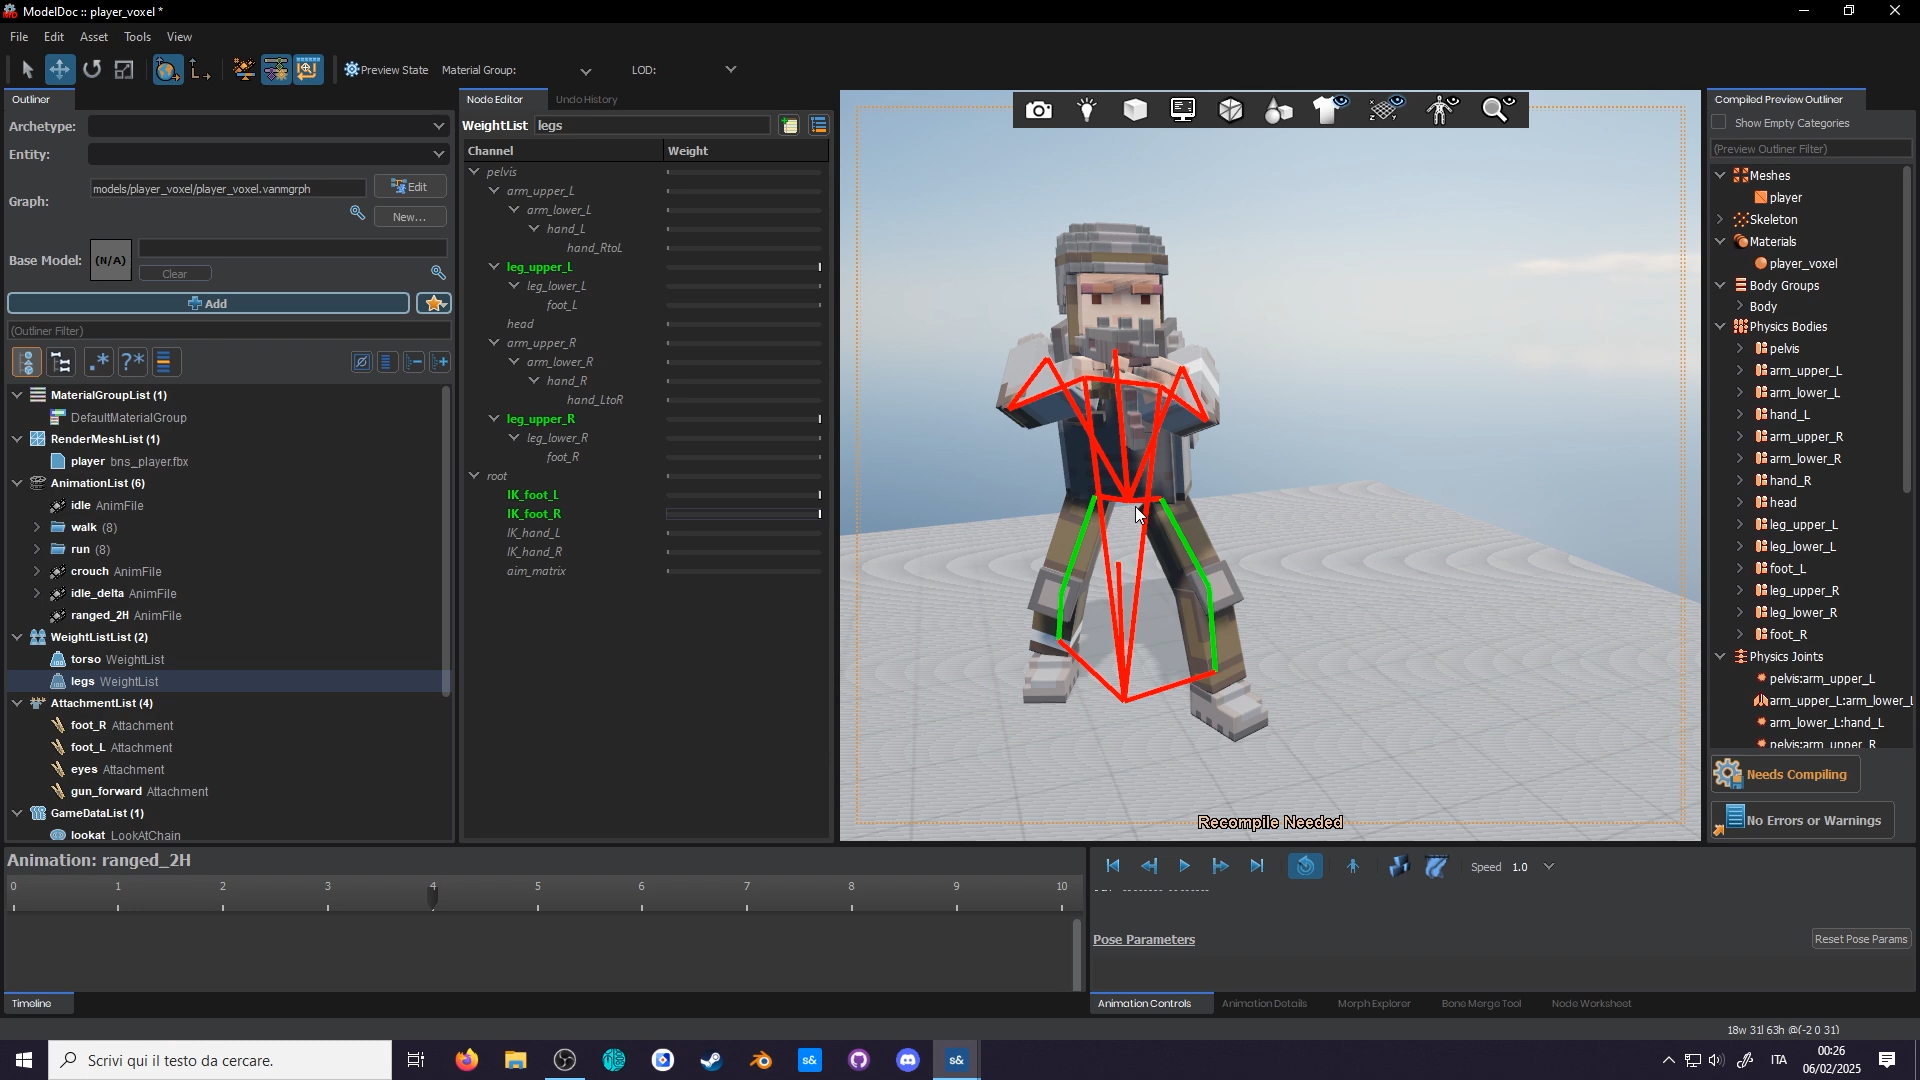 ModelDoc :: player_voxel *
File Edit Asset Tools View
Preview State Material Group: LOD:
Outliner
Archetype:
Entity:
Graph: models/player_voxel/player_voxel.vanmgrph Edit
New...
Base Model: (N/A)
Clear
Add
(Outliner Filter)
MaterialGroupList (1)
DefaultMaterialGroup
RenderMeshList (1)
player bns_player.fbx
AnimationList (6)
idle AnimFile
walk (8)
run (8)
crouch AnimFile
idle_delta AnimFile
ranged_2H AnimFile
WeightListList (2)
torso WeightList
legs WeightList
AttachmentList (4)
foot_R Attachment
foot_L Attachment
eyes Attachment
gun_forward Attachment
GameDataList (1)
lookat LookAtChain
Node Editor Undo History
WeightList legs
Channel Weight
pelvis
arm_upper_L
arm_lower_L
hand_L
hand_RtoL
leg_upper_L
leg_lower_L
foot_L
head
arm_upper_R
arm_lower_R
hand_R
hand_LtoR
leg_upper_R
leg_lower_R
foot_R
root
IK_foot_L
IK_foot_R
IK_hand_L
IK_hand_R
aim_matrix
Recompile Needed
Compiled Preview Outliner
Show Empty Categories
(Preview Outliner Filter)
Meshes
player
Skeleton
Materials
player_voxel
Body Groups
Body
Physics Bodies
pelvis
arm_upper_L
arm_lower_L
hand_L
arm_upper_R
arm_lower_R
hand_R
head
leg_upper_L
leg_lower_L
foot_L
leg_upper_R
leg_lower_R
foot_R
Physics Joints
pelvis:arm_upper_L
arm_upper_L:arm_lower_L
arm_lower_L:hand_L
pelvis:arm_upper_R
Needs Compiling
No Errors or Warnings
Animation: ranged_2H
0 1 2 3 4 5 6 7 8 9 10
Timeline
Speed 1.0
Pose Parameters
Reset Pose Params
Animation Controls Animation Details Morph Explorer Bone Merge Tool Node Worksheet
18w 31l 63h @(-2 0 31)
Scrivi qui il testo da cercare.
s&
s&
ITA
00:26
06/02/2025